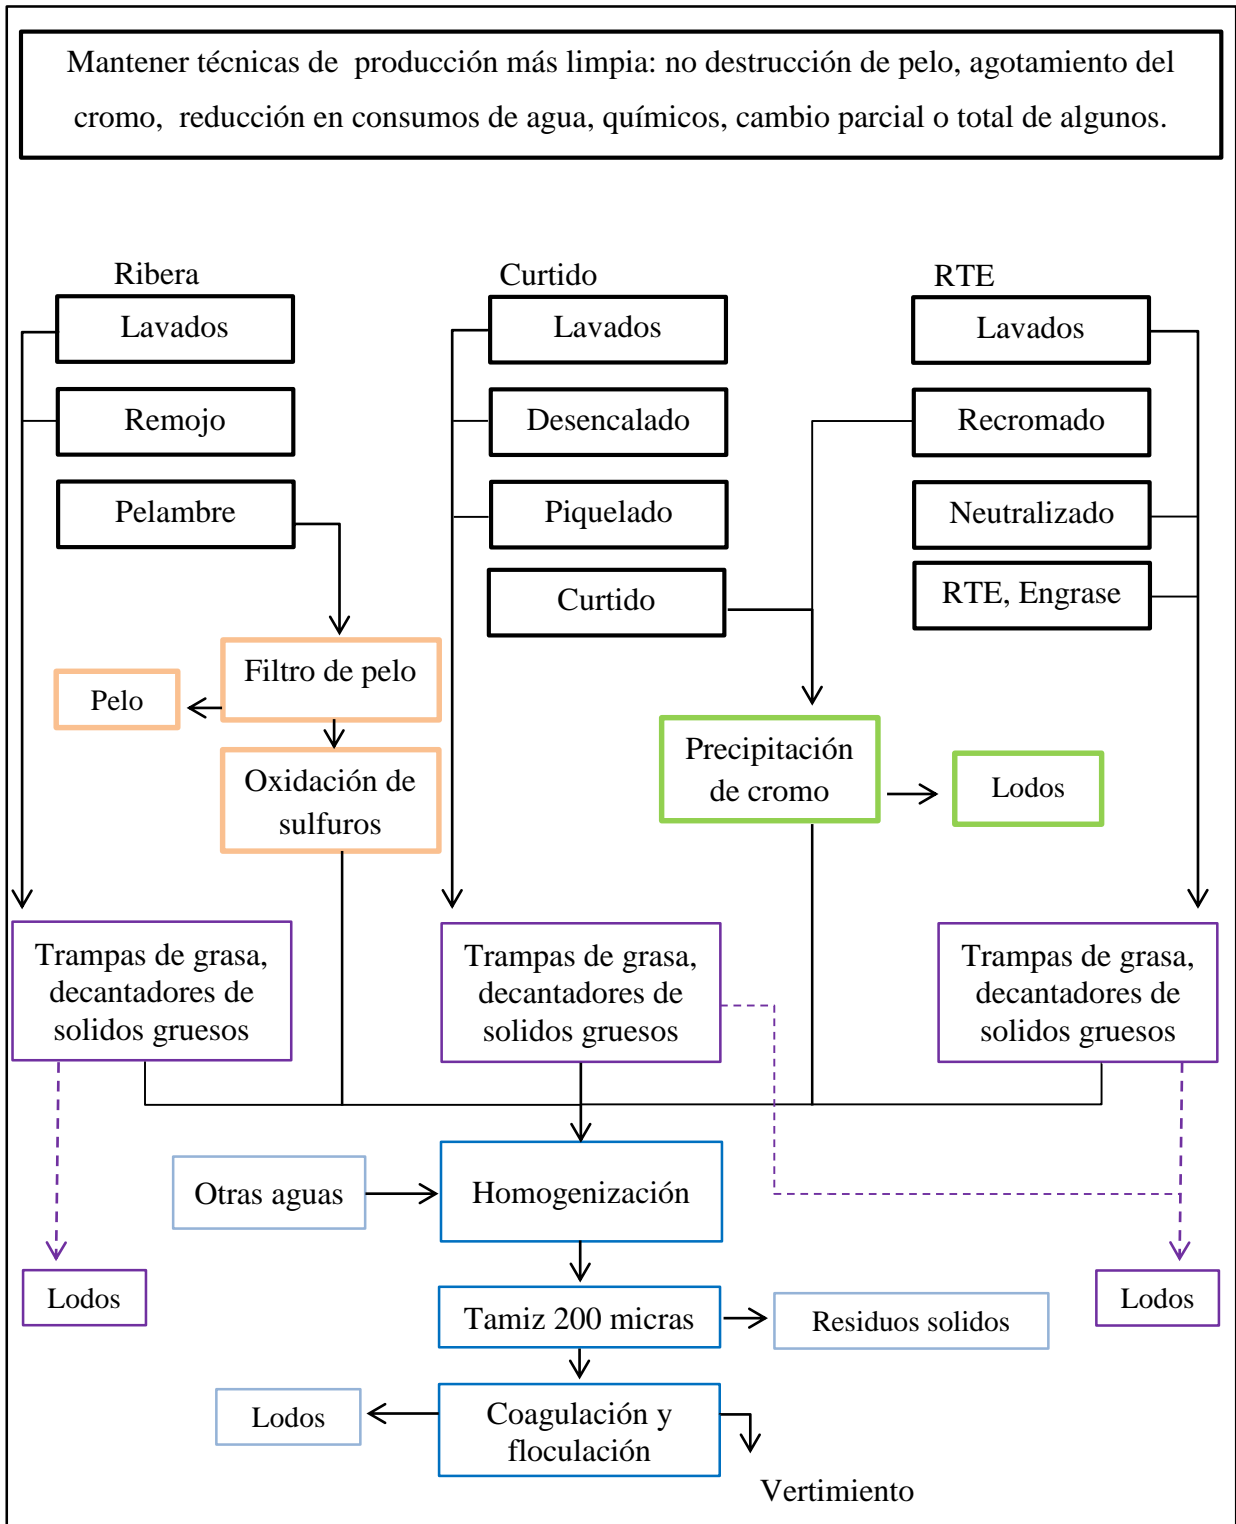 Mantener técnicas de  producción más limpia: no destrucción de pelo, agotamiento del
cromo,  reducción en consumos de agua, químicos, cambio parcial o total de algunos.
Ribera
Lavados
Remojo
Pelambre
Filtro de pelo
Pelo
Oxidación de
sulfuros
Trampas de grasa,
decantadores de
solidos gruesos
Lodos
Curtido
Lavados
Desencalado
Piquelado
Curtido
Trampas de grasa,
decantadores de
solidos gruesos
RTE
Lavados
Recromado
Neutralizado
RTE, Engrase
Precipitación
de cromo
Lodos
Trampas de grasa,
decantadores de
solidos gruesos
Lodos
Otras aguas
Homogenización
Tamiz 200 micras
Residuos solidos
Lodos
Coagulación y
floculación
Vertimiento